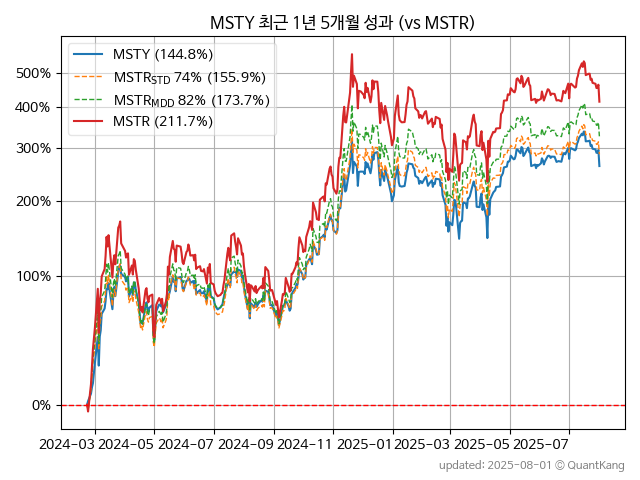 MSTY 최근 1년 5개월 성과 (vs MSTR)
MSTY (144.8%)
MSTR_STD 74% (155.9%)
MSTR_MDD 82% (173.7%)
MSTR (211.7%)
500%
400%
300%
200%
100%
0%
2024-03 2024-05 2024-07 2024-09 2024-11 2025-01 2025-03 2025-05 2025-07
updated: 2025-08-01 © QuantKang